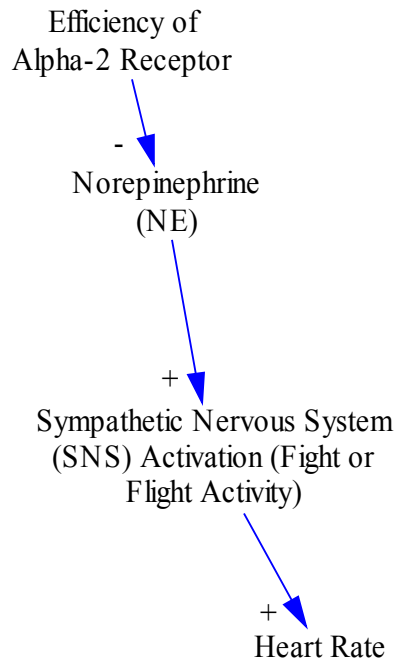 Efficiency of
Alpha-2 Receptor
-
Norepinephrine
(NE)
+
Sympathetic Nervous System
(SNS) Activation (Fight or
Flight Activity)
+
Heart Rate